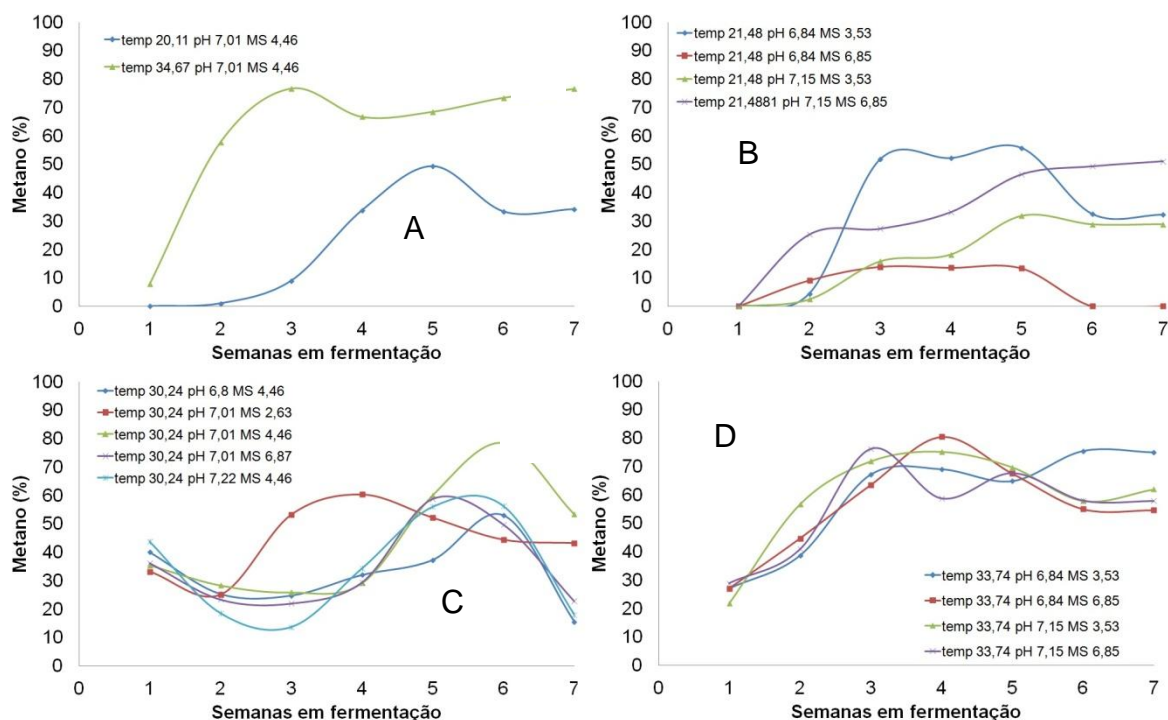 100
90
80
70
60
50
40
30
20
10
0
Metano (%)
temp 20,11 pH 7,01 MS 4,46
temp 34,67 pH 7,01 MS 4,46
A
0 1 2 3 4 5 6 7
Semanas em fermentação
100
90
80
70
60
50
40
30
20
10
0
Metano (%)
temp 21,48 pH 6,84 MS 3,53
temp 21,48 pH 6,84 MS 6,85
temp 21,48 pH 7,15 MS 3,53
temp 21,4881 pH 7,15 MS 6,85
B
0 1 2 3 4 5 6 7
Semanas em fermentação
100
90
80
70
60
50
40
30
20
10
0
Metano (%)
temp 30,24 pH 6,8 MS 4,46
temp 30,24 pH 7,01 MS 2,63
temp 30,24 pH 7,01 MS 4,46
temp 30,24 pH 7,01 MS 6,87
temp 30,24 pH 7,22 MS 4,46
C
0 1 2 3 4 5 6 7
Semanas em fermentação
100
90
80
70
60
50
40
30
20
10
0
Metano (%)
D
temp 33,74 pH 6,84 MS 3,53
temp 33,74 pH 6,84 MS 6,85
temp 33,74 pH 7,15 MS 3,53
temp 33,74 pH 7,15 MS 6,85
0 1 2 3 4 5 6 7
Semanas em fermentação